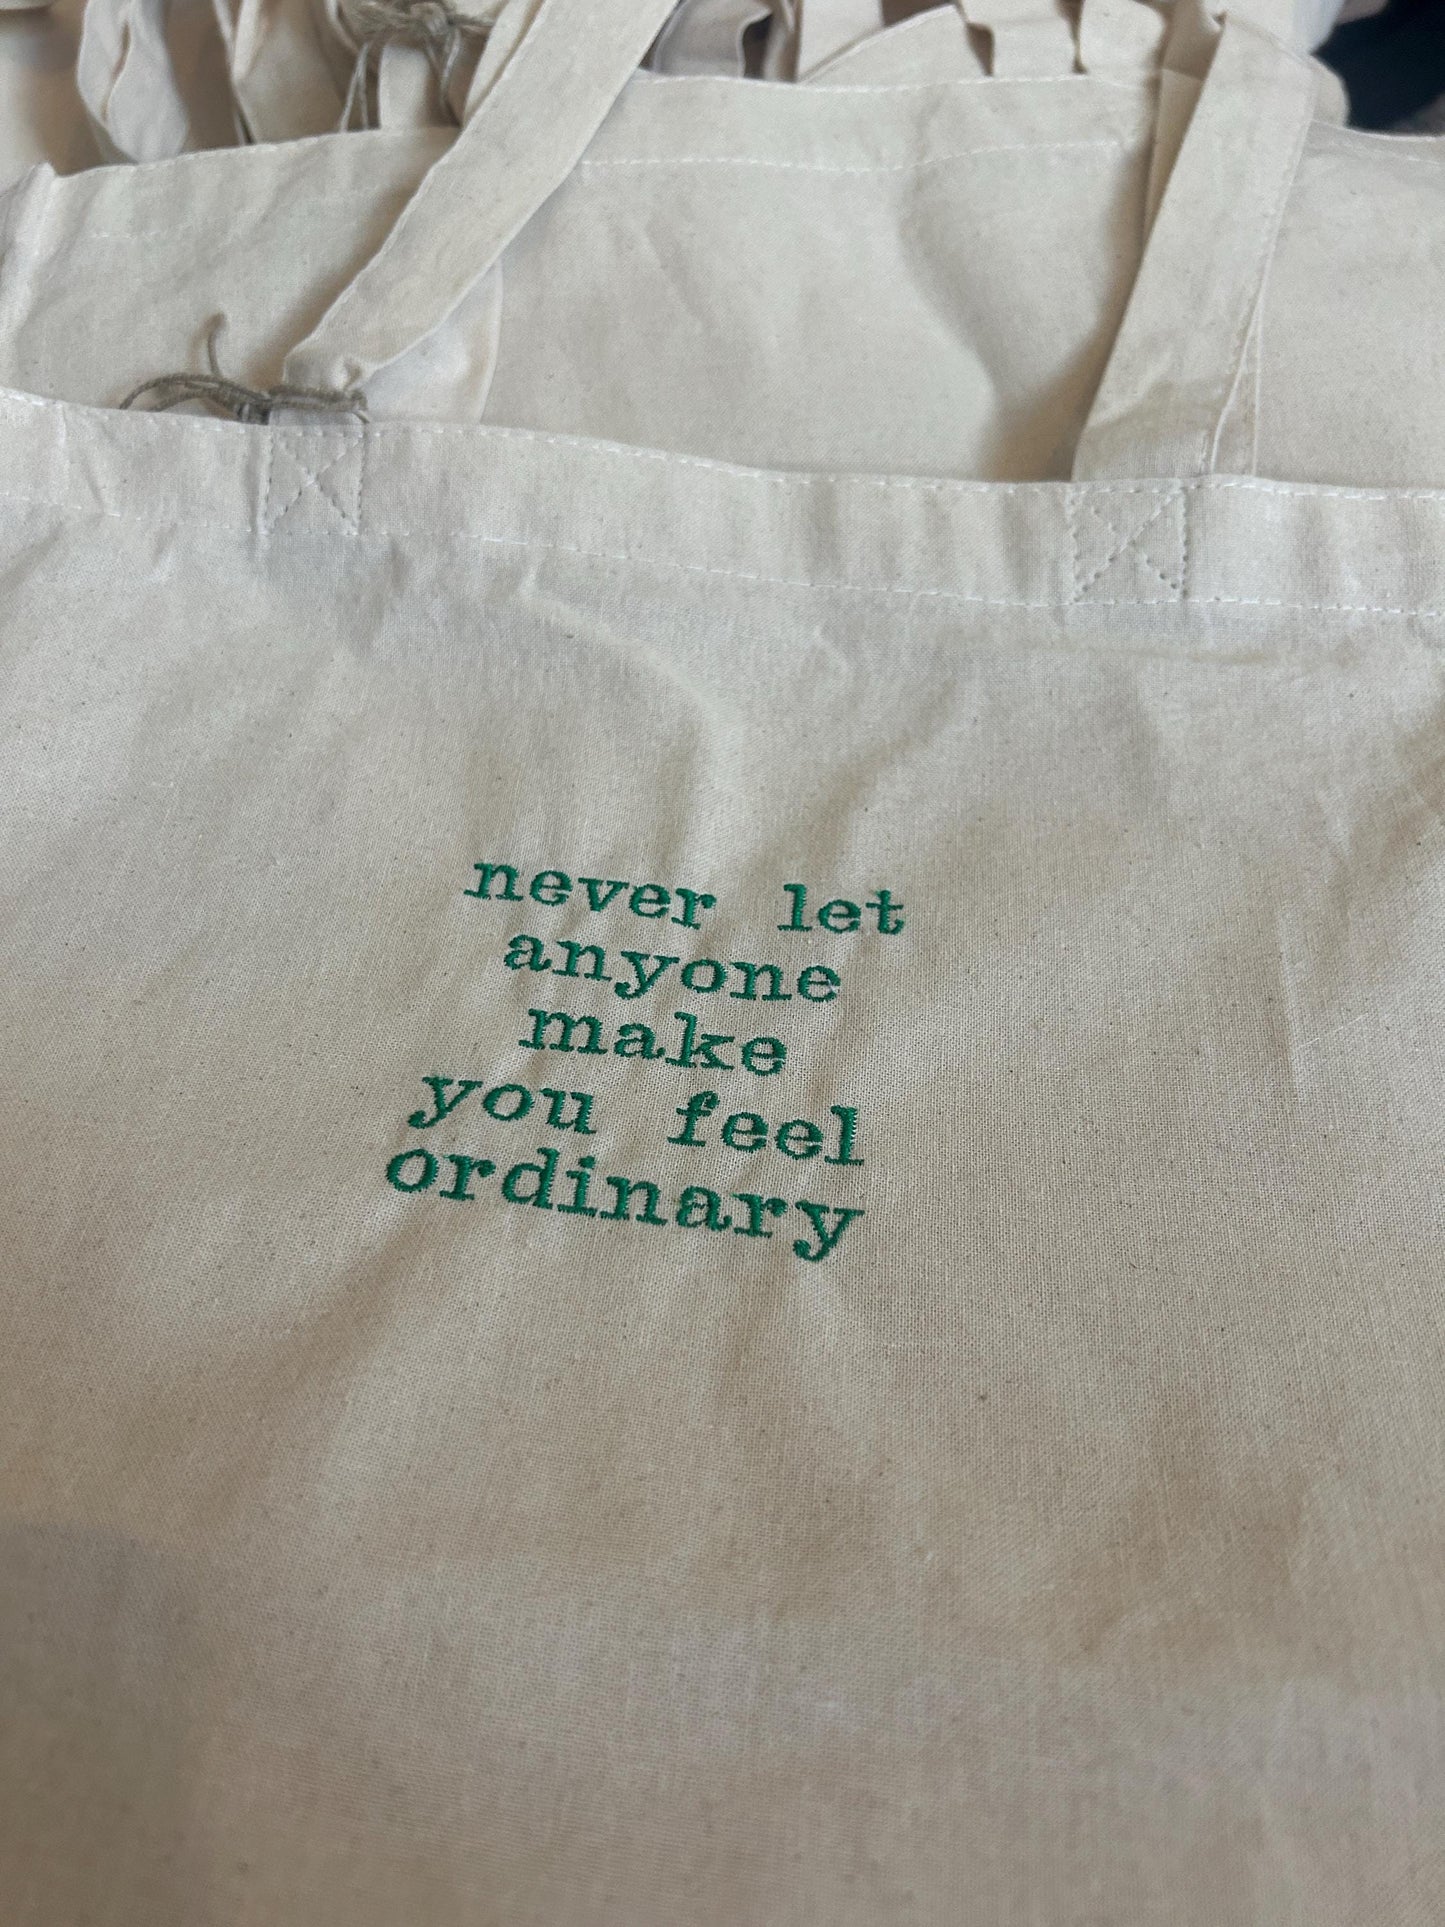 never let
anyone
make
you feel
ordinary